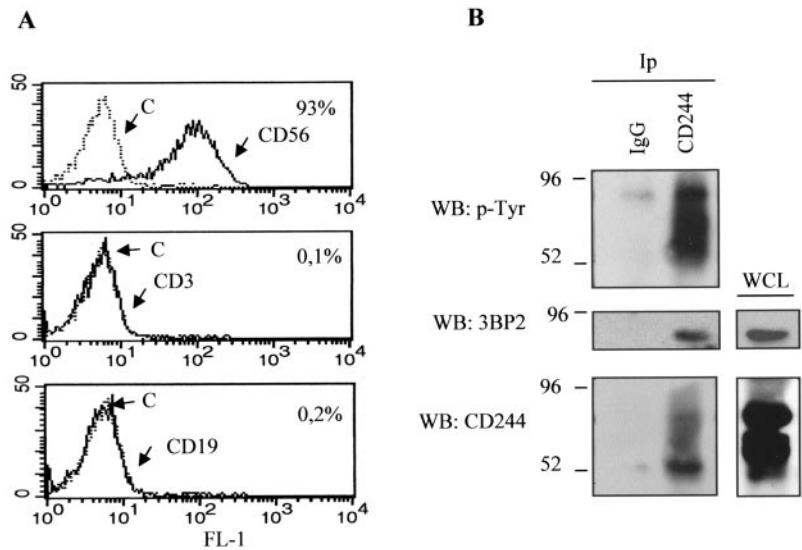 A
50
0
C
CD56
93%
10^0 10^1 10^2 10^3 10^4
50
0
C
CD3
0,1%
10^0 10^1 10^2 10^3 10^4
50
0
C
CD19
0,2%
10^0 10^1 10^2 10^3 10^4
FL-1
B
Ip
IgG
CD244
WB: p-Tyr
96
52
WCL
WB: 3BP2
96
WB: CD244
96
52